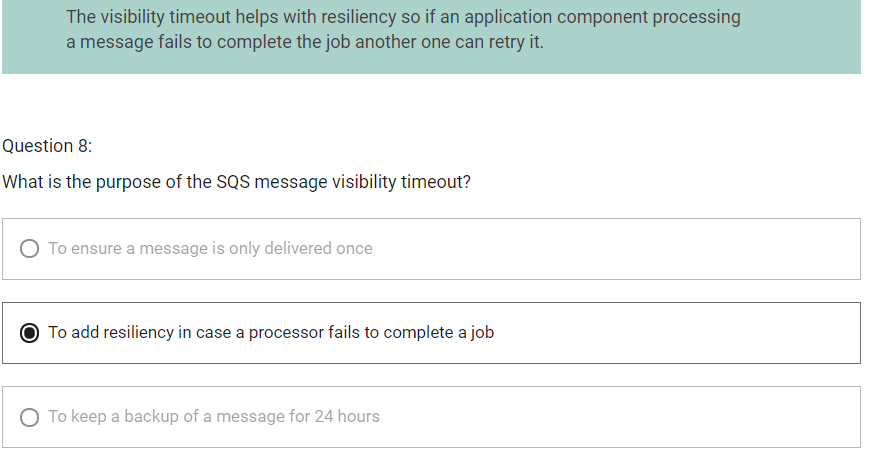 The visibility timeout helps with resiliency so if an application component processing
a message fails to complete the job another one can retry it.
Question 8:
What is the purpose of the SQS message visibility timeout?
To ensure a message is only delivered once
To add resiliency in case a processor fails to complete a job
To keep a backup of a message for 24 hours